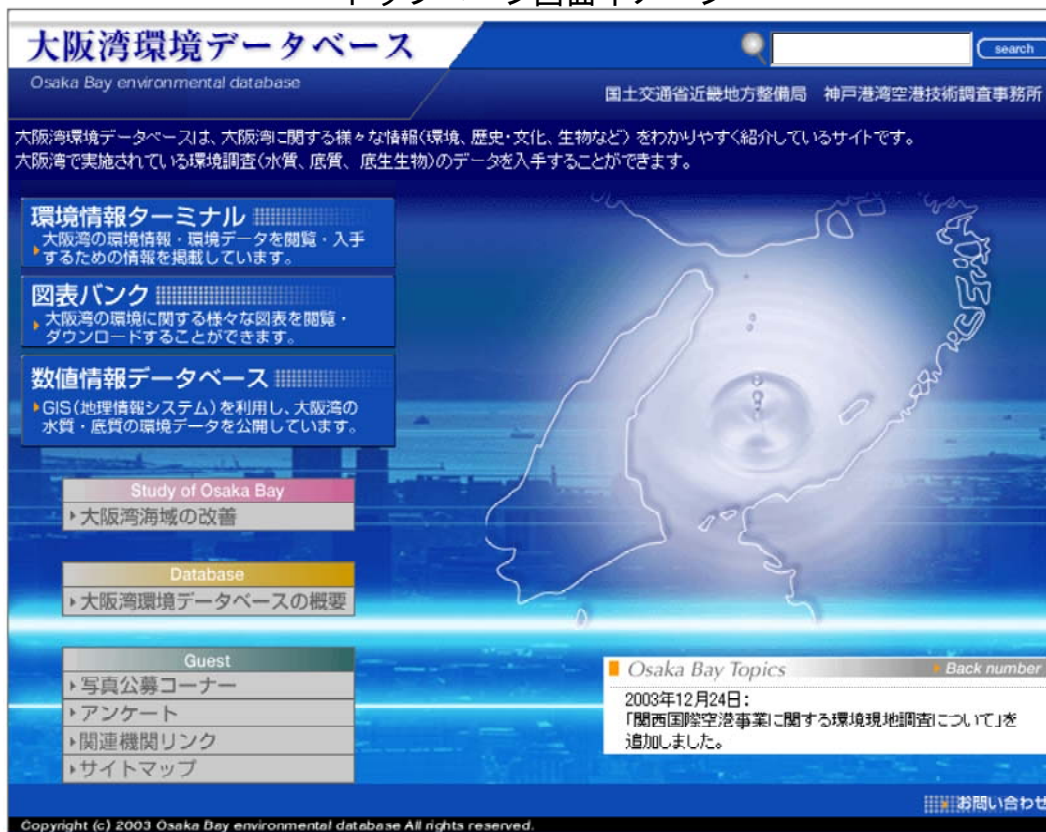 トップページ画面イメージ
大阪湾環境データベース
search
Osaka Bay environmental database
国土交通省近畿地方整備局 神戸港湾空港技術調査事務所
大阪湾環境データベースは、大阪湾に関する様々な情報(環境、歴史・文化、生物など)をわかりやすく紹介しているサイトです。
大阪湾で実施されている環境調査(水質、底質、底生生物)のデータを入手することができます。
環境情報ターミナル
大阪湾の環境情報・環境データを閲覧・入手
するための情報を掲載しています。
図表バンク
大阪湾の環境に関する様々な図表を閲覧・
ダウンロードすることができます。
数値情報データベース
GIS(地理情報システム)を利用し、大阪湾の
水質・底質の環境データを公開しています。
Study of Osaka Bay
大阪湾海域の改善
Database
大阪湾環境データベースの概要
Guest
写真公募コーナー
アンケート
関連機関リンク
サイトマップ
Osaka Bay Topics
Back number
2003年12月24日:
「関西国際空港事業に関する環境現地調査について」を
追加しました。
お問い合わせ
Copyright (c) 2003 Osaka Bay environmental database All rights reserved.